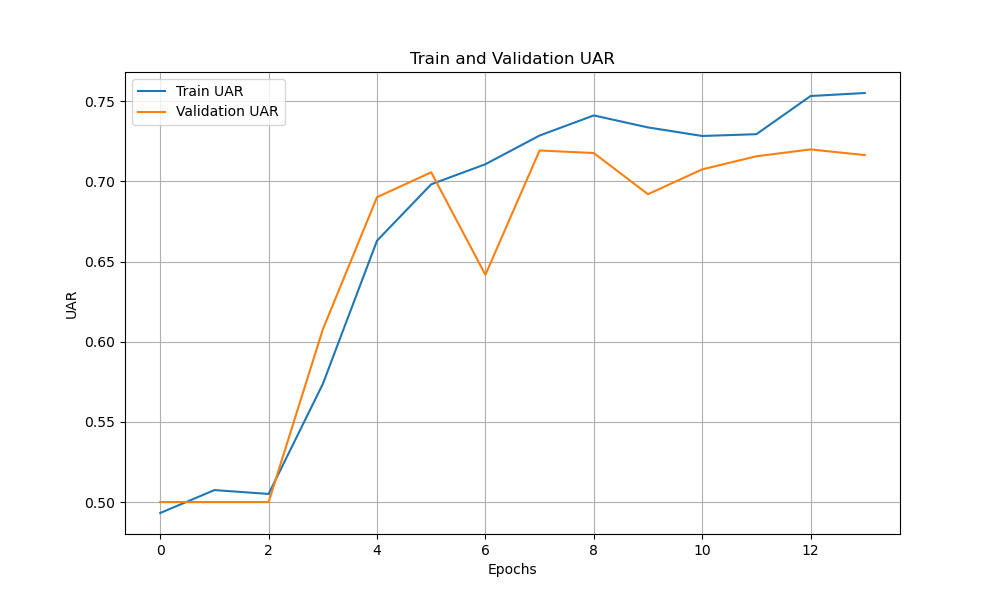 Train and Validation UAR
Train UAR
Validation UAR
0.75
0.70
0.65
0.60
0.55
0.50
UAR
0 2 4 6 8 10 12
Epochs